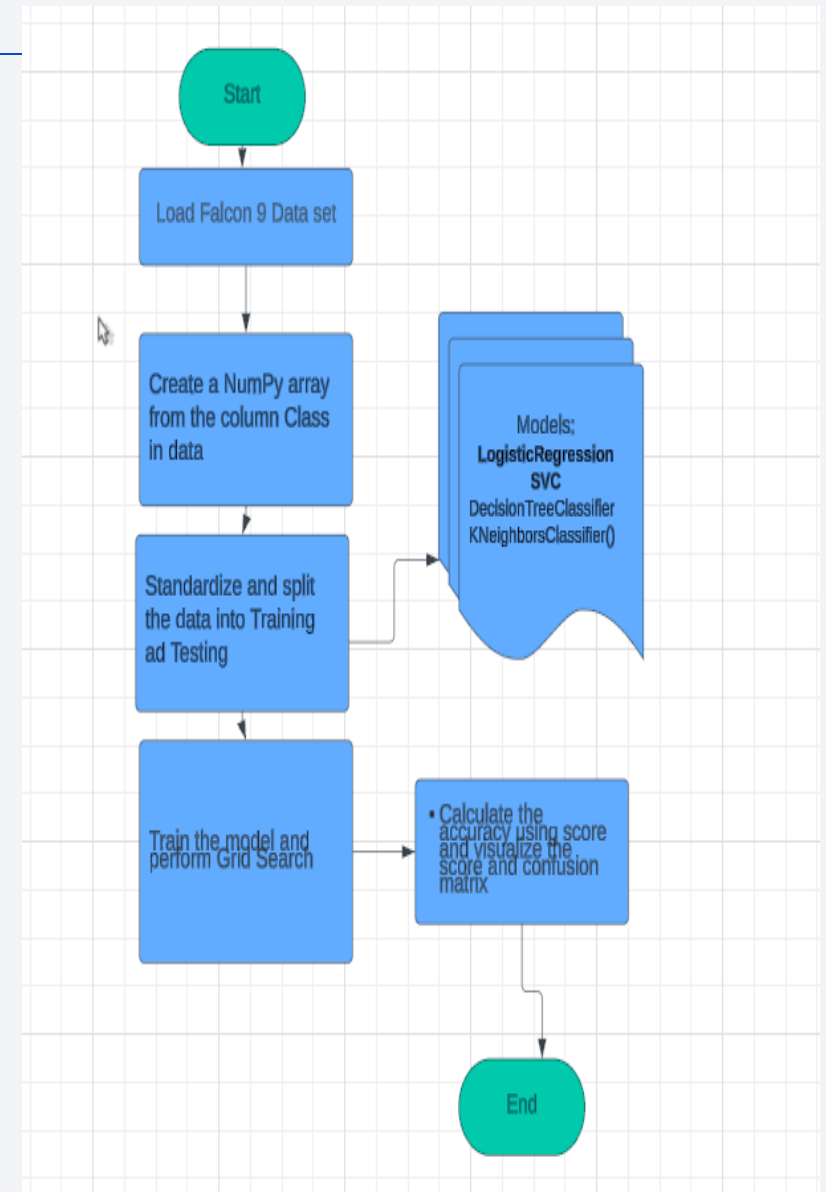 Start
Load Falcon 9 Data set
Create a NumPy array
from the column Class
in data
Standardize and split
the data into Training
ad Testing
Models:
LogisticRegression
SVC
DecisionTreeClassifier
KNeighborsClassifier()
Train the model and
perform Grid Search
• Calculate the
accuracy using score
and visualize the
score and confusion
matrix
End